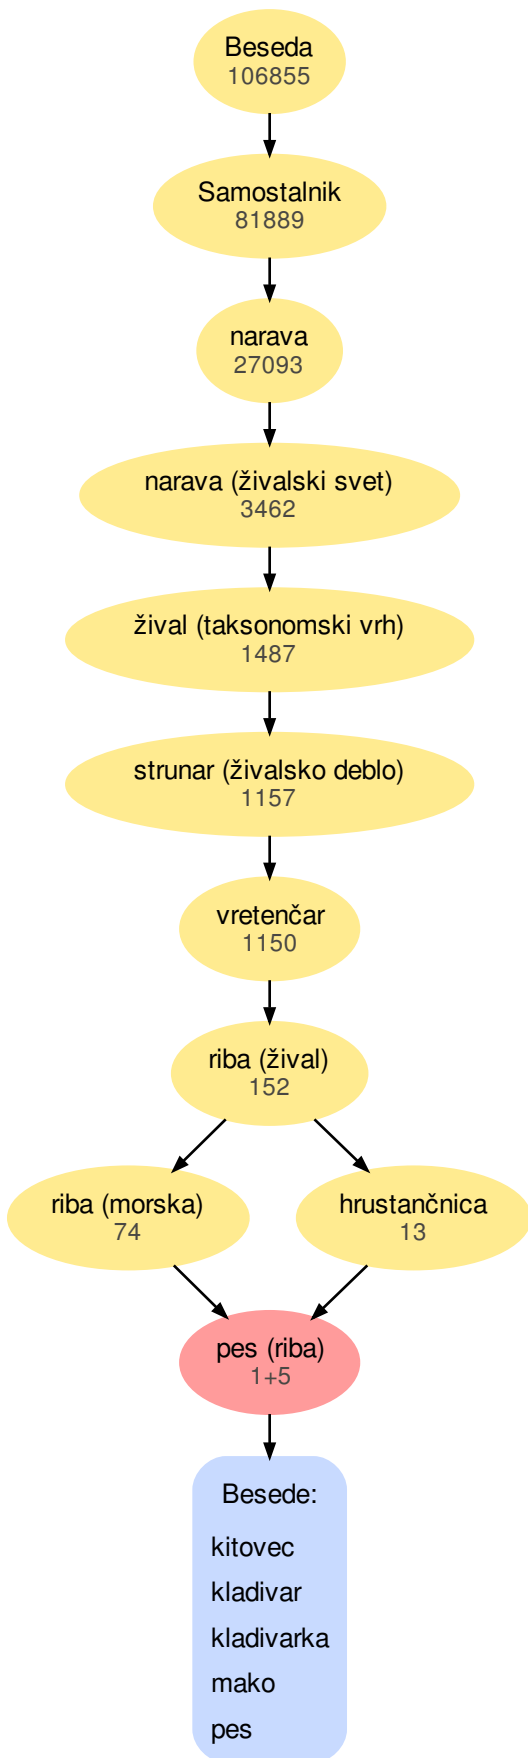 Beseda
106855
Samostalnik
81889
narava
27093
narava (živalski svet)
3462
žival (taksonomski vrh)
1487
strunar (živalsko deblo)
1157
vretenčar
1150
riba (žival)
152
riba (morska)
74
hrustančnica
13
pes (riba)
1+5
Besede:
kitovec
kladivar
kladivarka
mako
pes